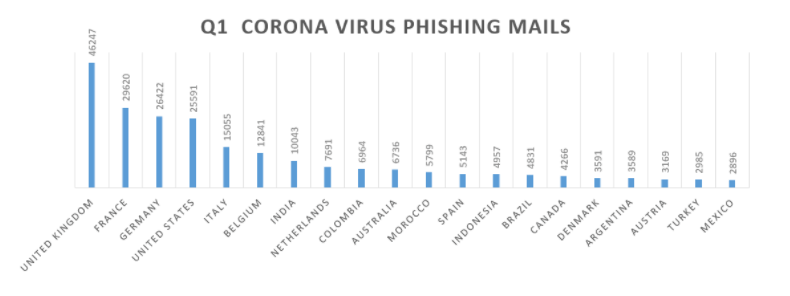 Q1 CORONA VIRUS PHISHING MAILS
46247
29620
26422
25591
15055
12841
10043
7691
6964
6736
5799
5143
4957
4831
4266
3591
3589
3169
2985
2896
UNITED KINGDOM
FRANCE
GERMANY
UNITED STATES
ITALY
BELGIUM
INDIA
NETHERLANDS
COLOMBIA
AUSTRALIA
MOROCCO
SPAIN
INDONESIA
BRAZIL
CANADA
DENMARK
ARGENTINA
AUSTRIA
TURKEY
MEXICO